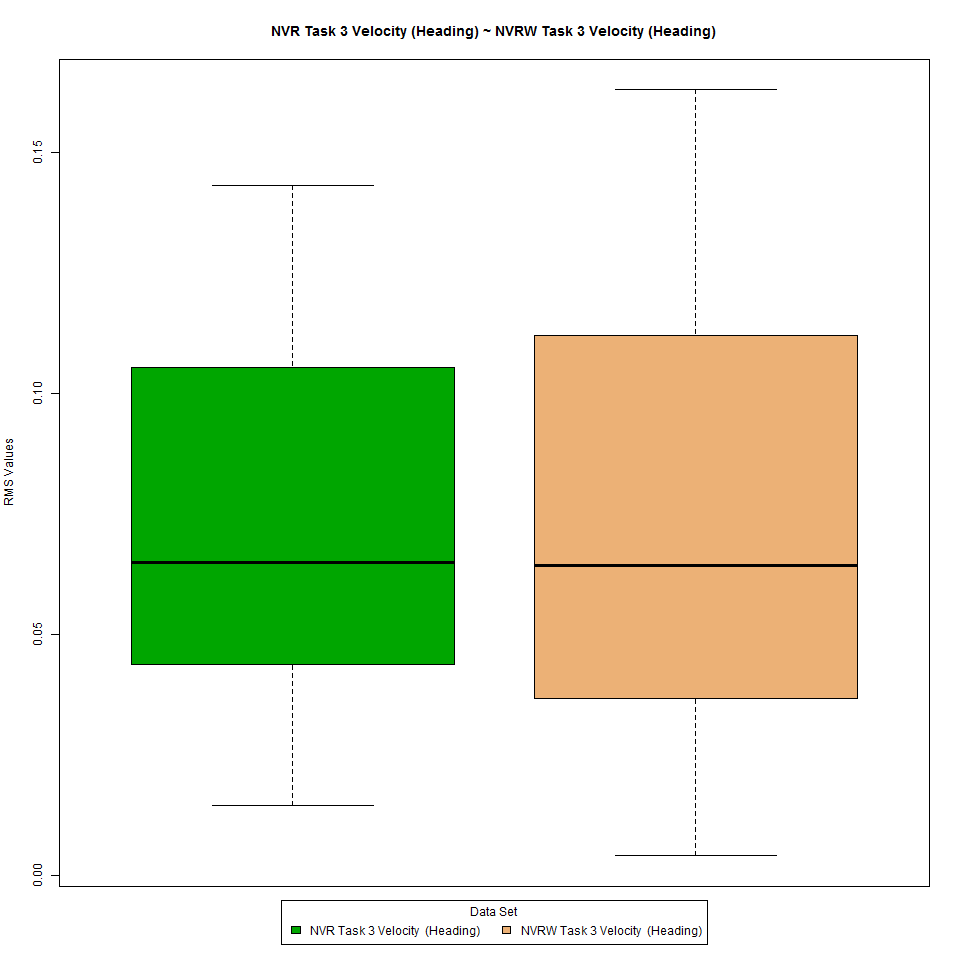 NVR Task 3 Velocity (Heading) ~ NVRW Task 3 Velocity (Heading)
0.15
0.10
RMS Values
0.05
0.00
Data Set
NVR Task 3 Velocity (Heading) NVRW Task 3 Velocity (Heading)